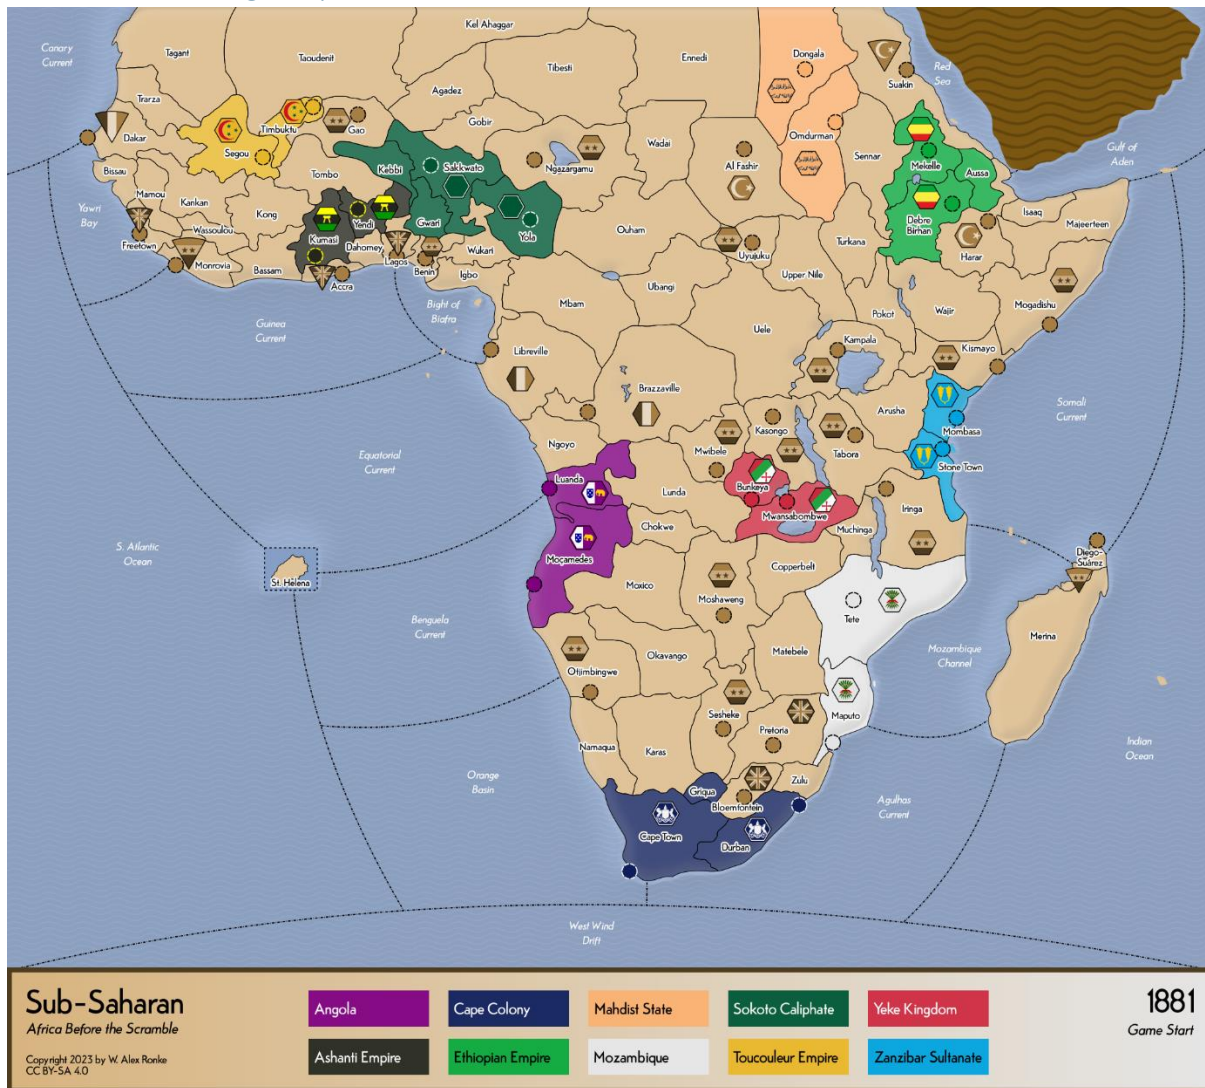 Canary
Current
Tagant
Taoudenit
Kel Ahaggar
Tibesti
Ennedi
Dongala
Suakin
Red
Sea
Agadez
Trarza
Dakar
Timbuktu
Gao
Gobir
Segou
Omdurman
Bissau
Kebbi
Sakkwato
Ngazargamu
Wadai
Al Fashir
Sennar
Mekelle
Aussa
Gulf of
Aden
Tombo
Mamou
Kankan
Yawri
Bay
Wassoulou
Kong
Yendi
Gwari
Yola
Debre
Birhan
Isaaq
Majeerteen
Freetown
Kumasi
Dahomey
Lagos
Wukari
Ouham
Turkana
Harar
Monrovia
Bassam
Accra
Benin
Igbo
Uyujuku
Upper Nile
Ubangi
Guinea
Current
Bight of
Biafra
Mbam
Uele
Pokot
Wajir
Mogadishu
Libreville
Kampala
Kismayo
Brazzaville
Arusha
Somali
Current
Kasongo
Mombasa
Ngoyo
Mwibele
Tabora
Equatorial
Current
Stone Town
Luanda
Bunkeya
Lunda
Mwansabombwe
Iringa
Chokwe
Muchinga
S. Atlantic
Ocean
Moçamedes
Diego-
Suárez
Copperbelt
St. Helena
Moxico
Moshaweng
Tete
Benguela
Current
Merina
Matebele
Mozambique
Channel
Otjimbingwe
Okavango
Sesheke
Maputo
Pretoria
Namaqua
Karas
Indian
Ocean
Orange
Basin
Zulu
Griqua
Bloemfontein
Agulhas
Current
Cape Town
Durban
West Wind
Drift
Sub-Saharan
Africa Before the Scramble
Copyright 2023 by W. Alex Ronke
CC BY-SA 4.0
Angola
Cape Colony
Mahdist State
Sokoto Caliphate
Yeke Kingdom
Ashanti Empire
Ethiopian Empire
Mozambique
Toucouleur Empire
Zanzibar Sultanate
1881
Game Start